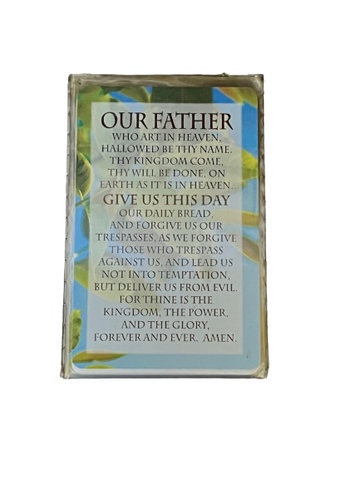 OUR FATHER
WHO ART IN HEAVEN,
HALLOWED BE THY NAME.
THY KINGDOM COME,
THY WILL BE DONE, ON
EARTH AS IT IS IN HEAVEN.
GIVE US THIS DAY
OUR DAILY BREAD,
AND FORGIVE US OUR
TRESPASSES, AS WE FORGIVE
THOSE WHO TRESPASS
AGAINST US, AND LEAD US
NOT INTO TEMPTATION,
BUT DELIVER US FROM EVIL.
FOR THINE IS THE
KINGDOM, THE POWER,
AND THE GLORY,
FOREVER AND EVER. AMEN.